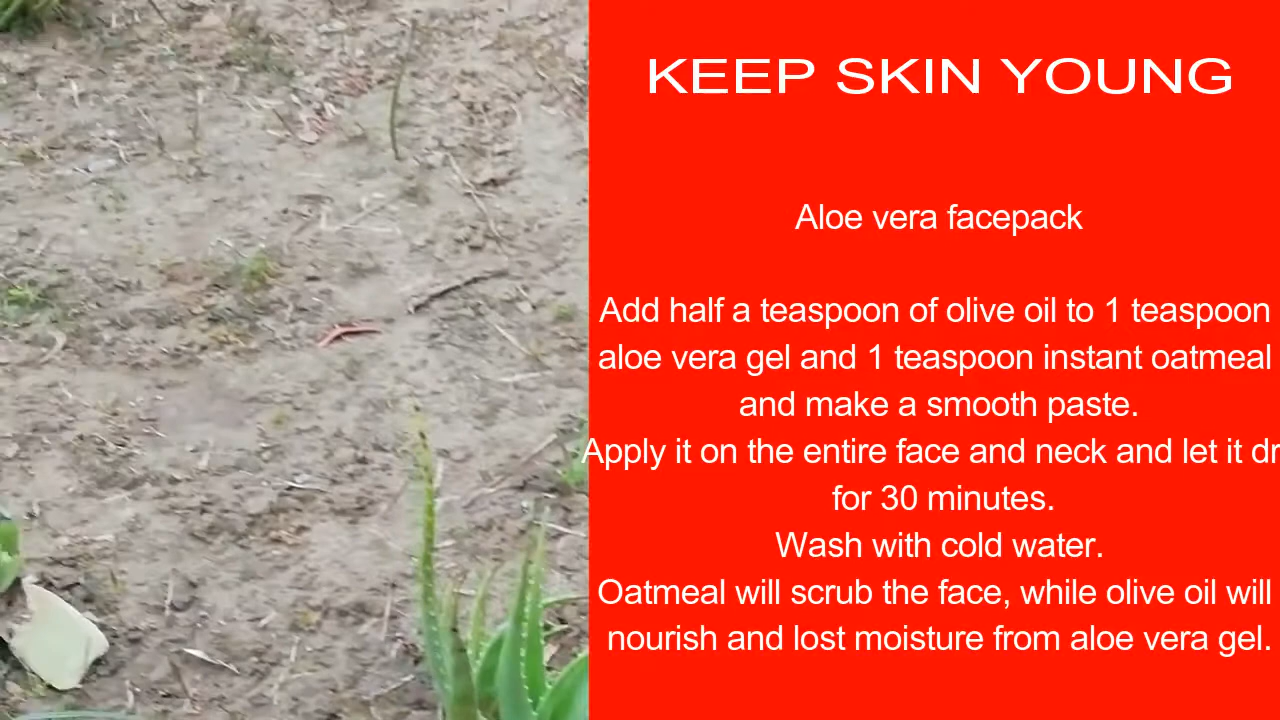 KEEP SKIN YOUNG
Aloe vera facepack
Add half a teaspoon of olive oil to 1 teaspoon
aloe vera gel and 1 teaspoon instant oatmeal
and make a smooth paste.
Apply it on the entire face and neck and let it dr
for 30 minutes.
Wash with cold water.
Oatmeal will scrub the face, while olive oil will
nourish and lost moisture from aloe vera gel.